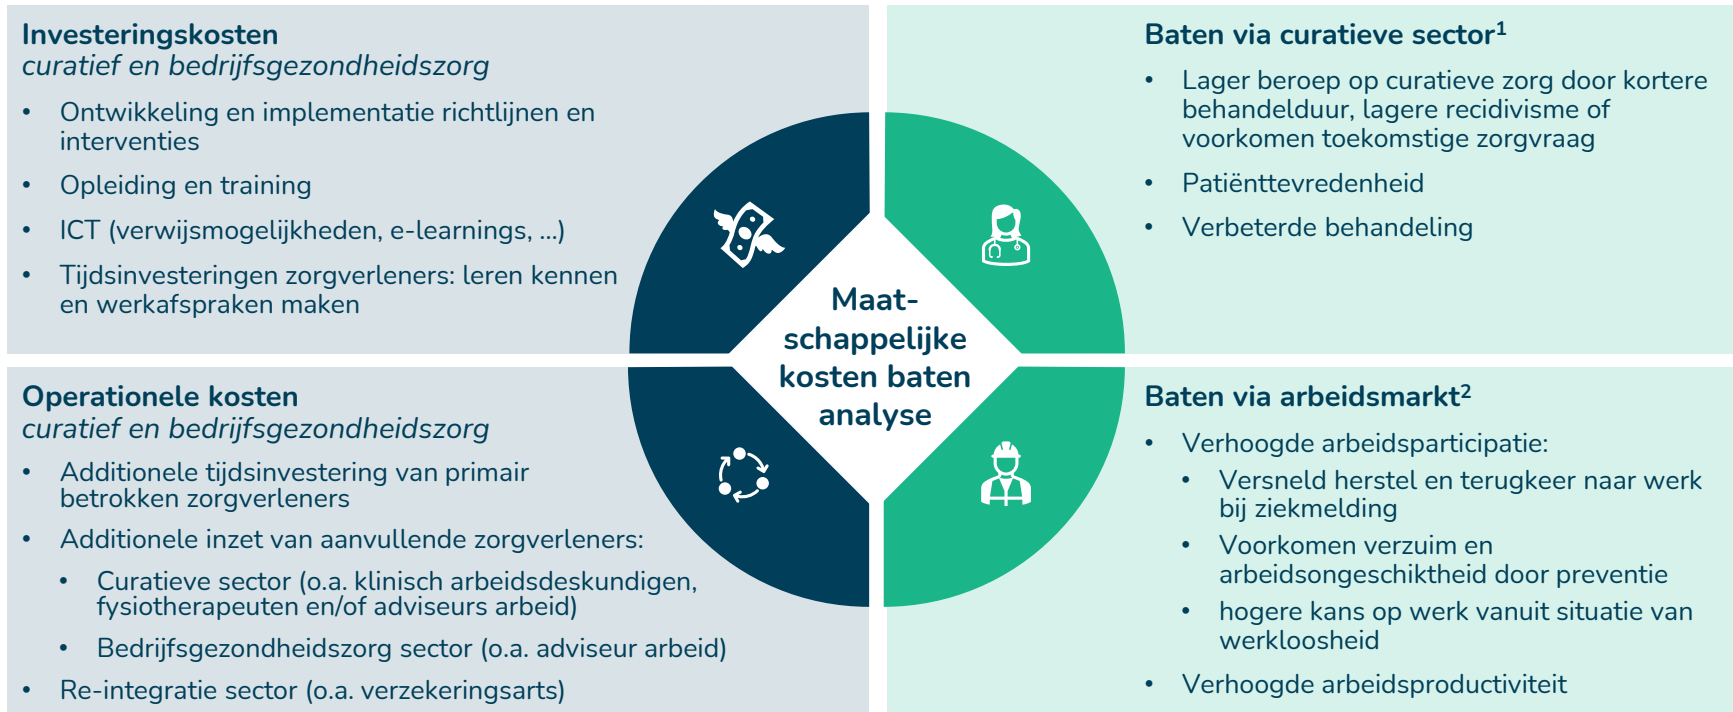 Investeringskosten
curatief en bedrijfsgezondheidszorg
• Ontwikkeling en implementatie richtlijnen en
interventies
• Opleiding en training
• ICT (verwijsmogelijkheden, e-learnings, ...)
• Tijdsinvesteringen zorgverleners: leren kennen
en werkafspraken maken
Baten via curatieve sector¹
• Lager beroep op curatieve zorg door kortere
behandelduur, lagere recidivisme of
voorkomen toekomstige zorgvraag
• Patiënttevredenheid
• Verbeterde behandeling
Maat-
schappelijke
kosten baten
analyse
Operationele kosten
curatief en bedrijfsgezondheidszorg
• Additionele tijdsinvestering van primair
betrokken zorgverleners
• Additionele inzet van aanvullende zorgverleners:
• Curatieve sector (o.a. klinisch arbeidsdeskundigen,
fysiotherapeuten en/of adviseurs arbeid)
• Bedrijfsgezondheidszorg sector (o.a. adviseur arbeid)
• Re-integratie sector (o.a. verzekeringsarts)
Baten via arbeidsmarkt²
• Verhoogde arbeidsparticipatie:
• Versneld herstel en terugkeer naar werk
bij ziekmelding
• Voorkomen verzuim en
arbeidsongeschiktheid door preventie
• hogere kans op werk vanuit situatie van
werkloosheid
• Verhoogde arbeidsproductiviteit